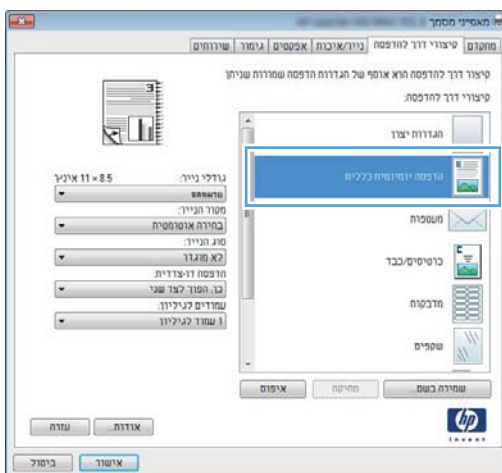 מאפייני מסמך
מתקדם קיצורי דרך להדפסה נייר/איכות אפקטים גימור שירותים
קיצור דרך להדפסה הוא אוסף של הגדרות הדפסה שמורות שניתן
קיצורי דרך להדפסה:
הגדרות יצרן
הדפסה יומיומית כללית
מעטפות
כרטיסים/כבד
מדבקות
שקפים
שמירה בשם...
מחיקה
איפוס
8.5 × 11 אינץ'
גודלי נייר:
מקור הנייר:
בחירה אוטומטית
סוג הנייר:
לא מוגדר
הדפסה דו-צדדית:
כן, הפוך לצד שני
עמודים לגיליון:
1 עמוד לגיליון
hp
invent
אודות...
עזרה
אישור
ביטול